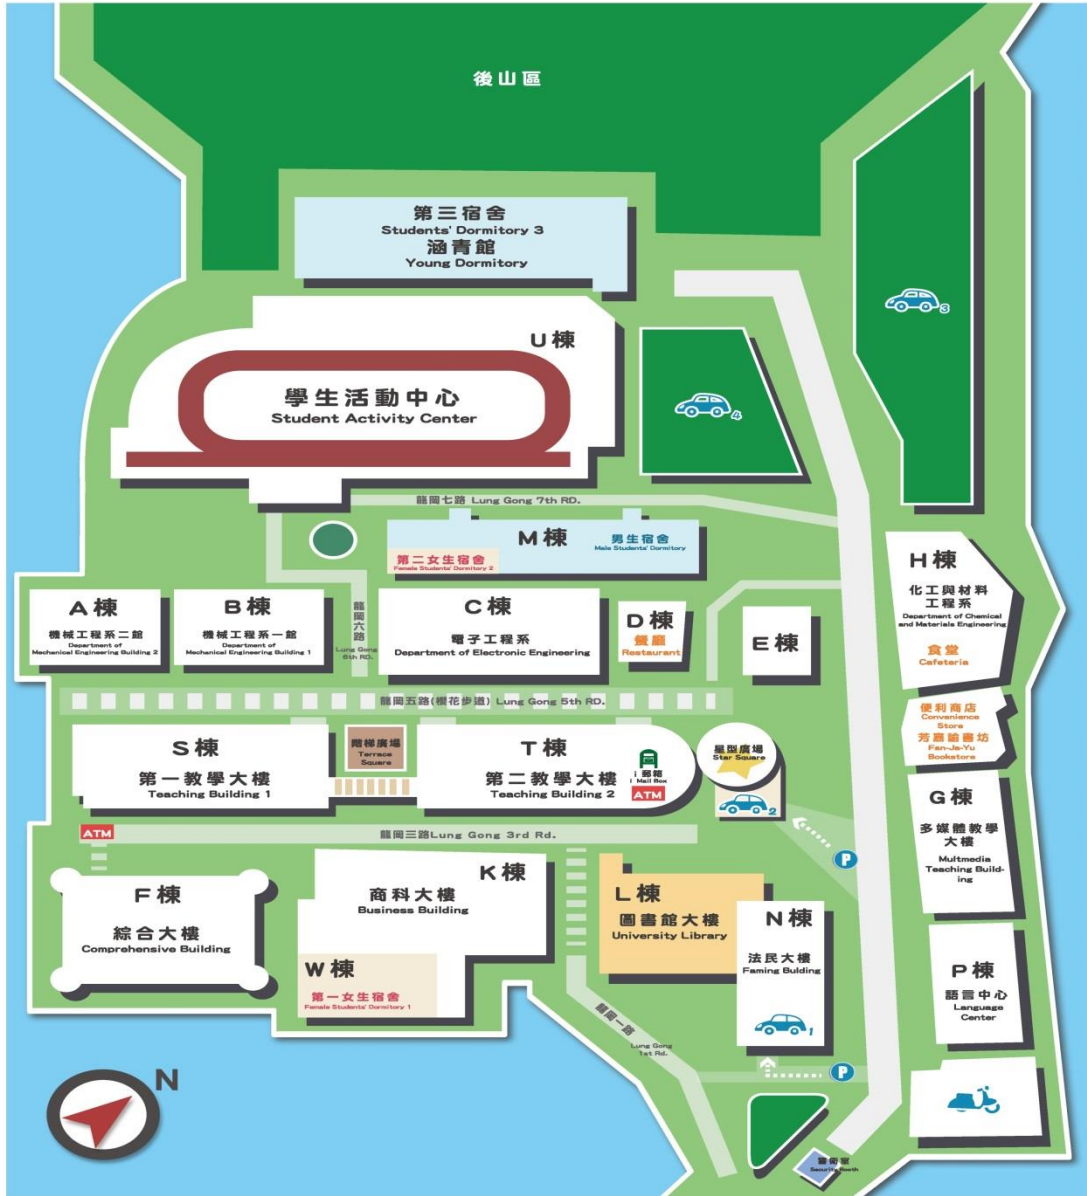 後山區
第三宿舍
Students' Dormitory 3
涵青館
Young Dormitory
3
U棟
學生活動中心
Student Activity Center
4
龍岡七路 Lung Gong 7th RD.
M棟
男生宿舍
Male Students' Dormitory
第二女生宿舍
Female Students' Dormitory 2
H棟
化工與材料
工程系
Department of Chemical
and Materials Engineering
食堂
Cafeteria
A棟
機械工程系二館
Department of
Mechanical Engineering Building 2
B棟
機械工程系一館
Department of
Mechanical Engineering Building 1
龍岡六路
Lung Gong
6th RD.
C棟
電子工程系
Department of Electronic Engineering
D棟
餐廳
Restaurant
E棟
龍岡五路(櫻花步道) Lung Gong 5th RD.
便利商店
Convenience
Store
芳嘉諭書坊
Fan-Ja-Yu
Bookstore
S棟
第一教學大樓
Teaching Building 1
階梯廣場
Terrace
Square
T棟
第二教學大樓
Teaching Building 2
i 郵箱
i Mail Box
ATM
星型廣場
Star Square
2
G棟
多媒體教學
大樓
Multmedia
Teaching Build-
ing
ATM
龍岡三路Lung Gong 3rd Rd.
P
F棟
綜合大樓
Comprehensive Building
K棟
商科大樓
Business Building
W棟
第一女生宿舍
Female Students' Dormitory 1
L棟
圖書館大樓
University Library
N棟
法民大樓
Faming Bulding
1
P棟
語言中心
Language
Center
龍岡一路
Lung Gong
1st Rd.
P
N
警衛室
Security Booth